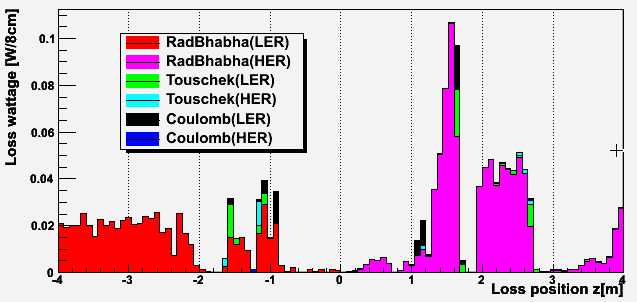 Loss wattage [W/8cm]
0.1
0.08
0.06
0.04
0.02
0
RadBhabha(LER)
RadBhabha(HER)
Touschek(LER)
Touschek(HER)
Coulomb(LER)
Coulomb(HER)
-4 -3 -2 -1 0 1 2 3 4
Loss position z[m]